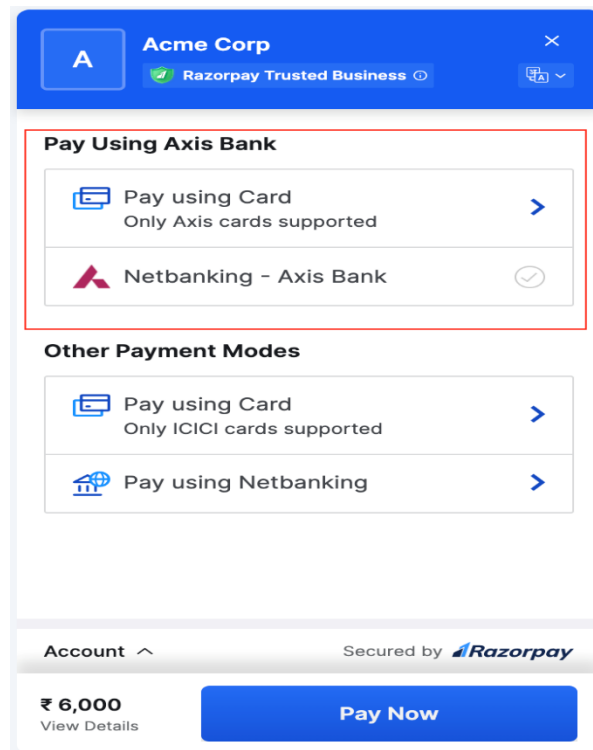 A
Acme Corp
Razorpay Trusted Business
Pay Using Axis Bank
Pay using Card
Only Axis cards supported
Netbanking - Axis Bank
Other Payment Modes
Pay using Card
Only ICICI cards supported
Pay using Netbanking
Account
Secured by Razorpay
₹ 6,000
View Details
Pay Now